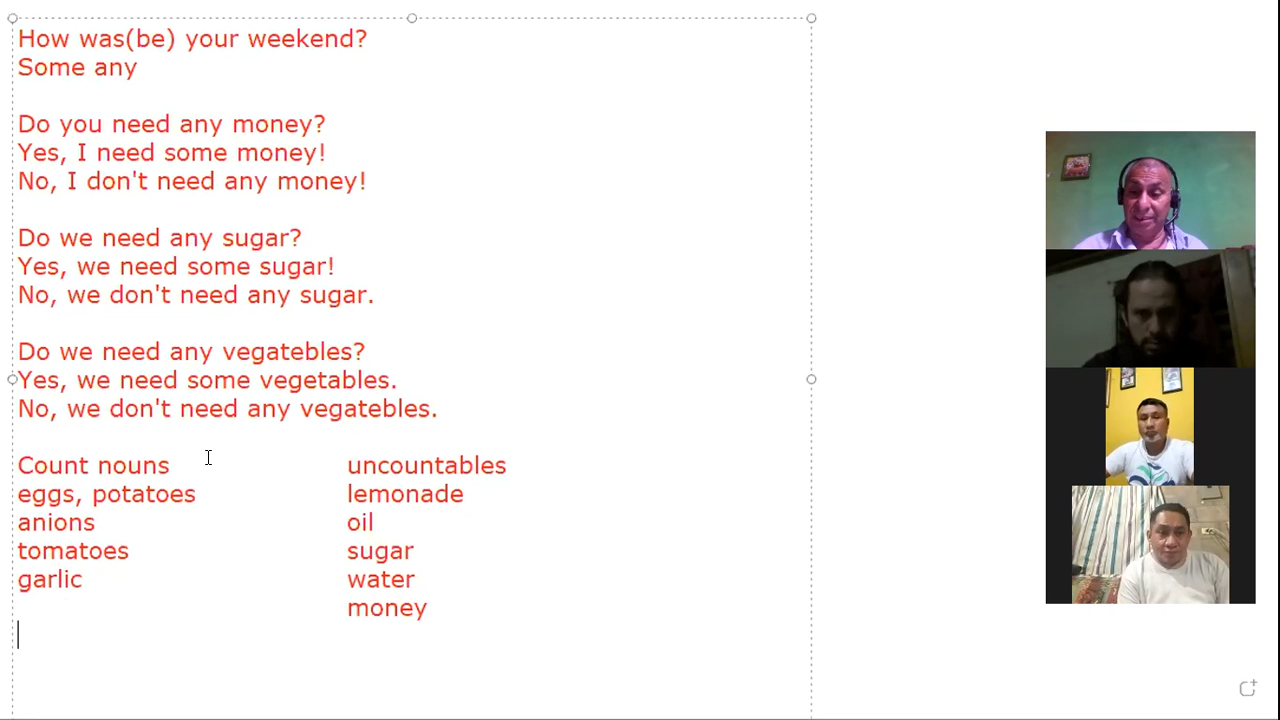 How was(be) your weekend?
Some any
Do you need any money?
Yes, I need some money!
No, I don't need any money!
Do we need any sugar?
Yes, we need some sugar!
No, we don't need any sugar.
Do we need any vegatebles?
Yes, we need some vegetables.
No, we don't need any vegatebles.
Count nouns
eggs, potatoes
anions
tomatoes
garlic
uncountables
lemonade
oil
sugar
water
money